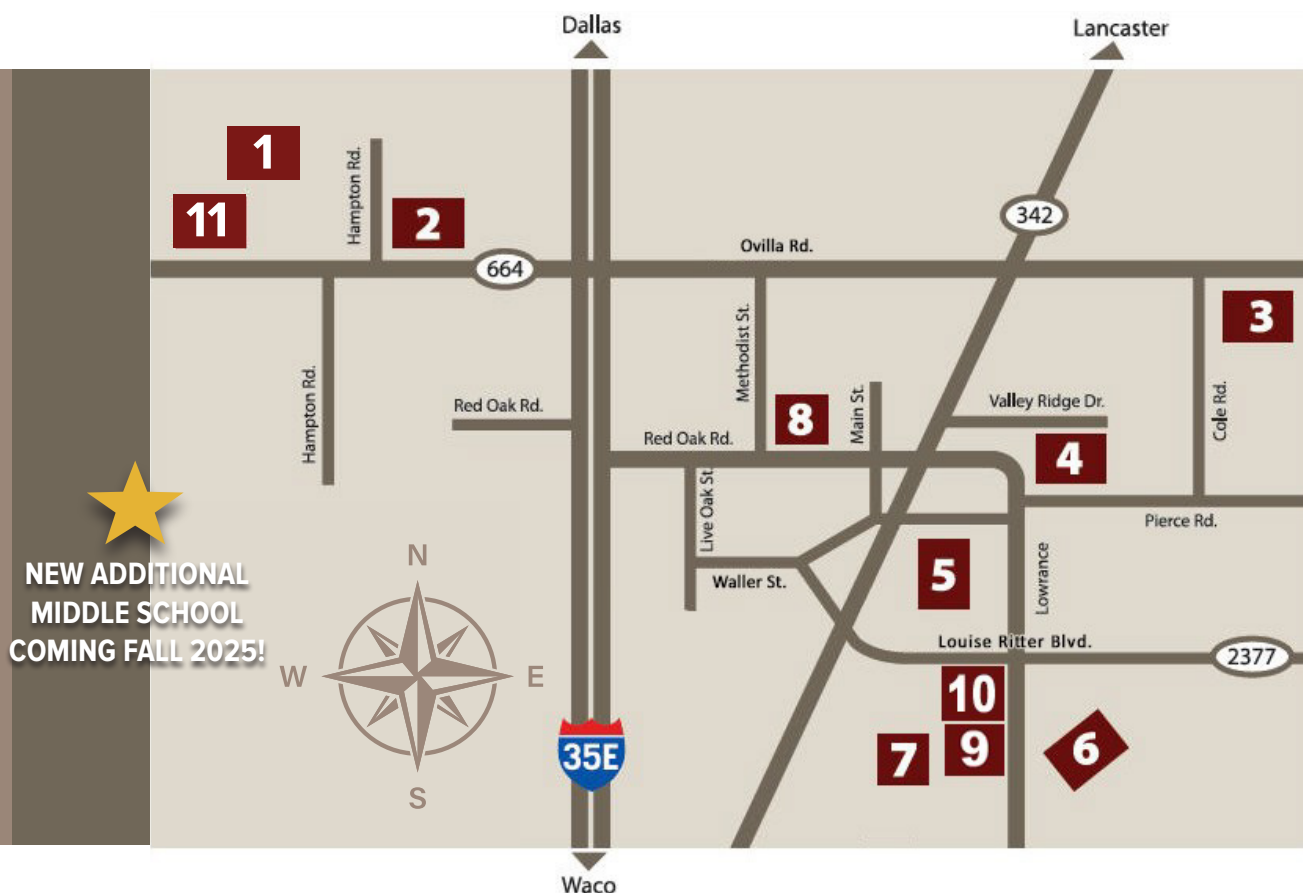 Dallas
Lancaster
1
Hampton Rd.
11
2
342
Ovilla Rd.
664
3
Hampton Rd.
Methodist St.
Main St.
Valley Ridge Dr.
Cole Rd.
Red Oak Rd.
8
Red Oak Rd.
4
Live Oak St.
Pierce Rd.
NEW ADDITIONAL
MIDDLE SCHOOL
COMING FALL 2025!
N
W
E
S
Waller St.
5
Lowrance
Louise Ritter Blvd.
2377
10
35E
7
9
6
Waco